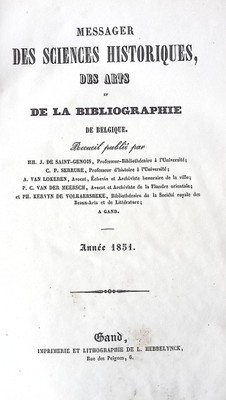 MESSAGER
DES SCIENCES HISTORIQUES,
DES ARTS
ET
DE LA BIBLIOGRAPHIE
DE BELGIQUE.
Recueil publié par
MM. J. DE SAINT-GENOIS, Professeur-Bibliothécaire à l'Université;
C. P. SERRURE, Professeur d'histoire à l'Université;
A. VAN LOKEREN, Avocat, Échevin et Archiviste honoraire de la ville;
P. C. VAN DER MEERSCH, Avocat et Archiviste de la Flandre orientale;
et PH. KERVYN DE VOLKAERSBEKE, Bibliothécaire de la Société royale des
Beaux-Arts et de Littérature;
A GAND.
Année 1851.
Gand,
IMPRIMERIE ET LITHOGRAPHIE DE L. HEBBELYNCK,
Rue des Peignes, 6.